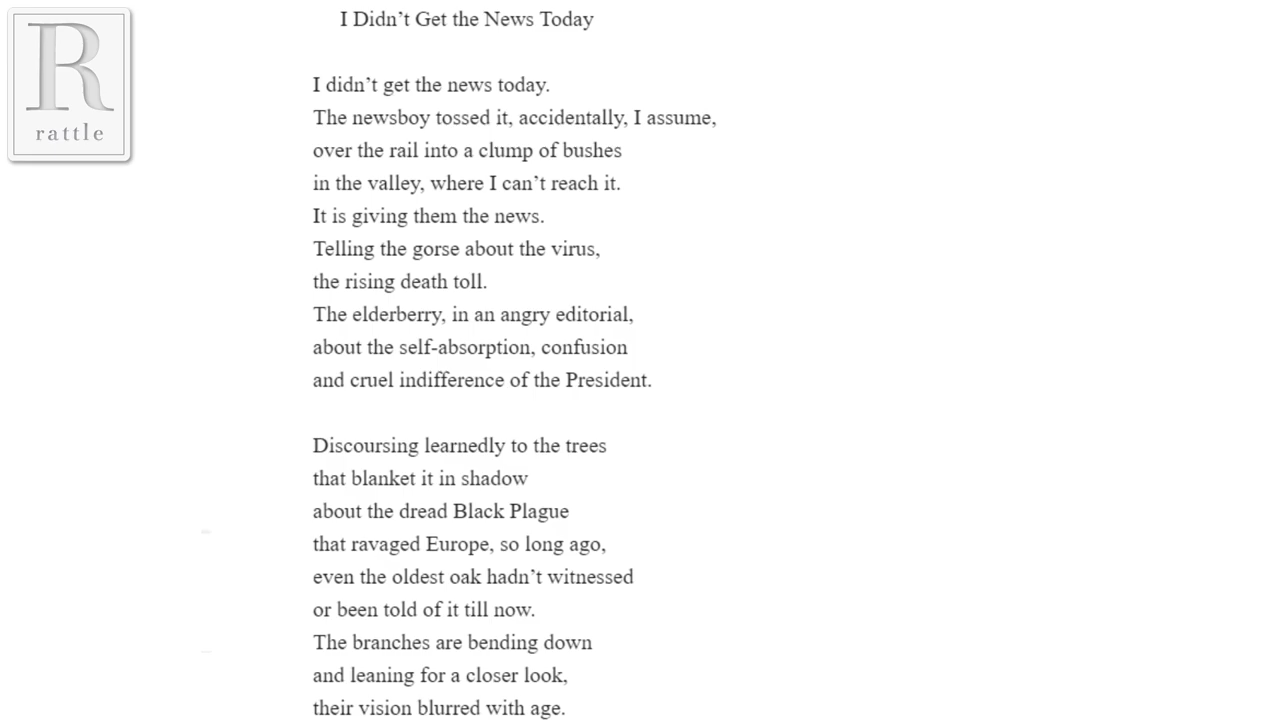 R
rattle
I Didn’t Get the News Today
I didn’t get the news today.
The newsboy tossed it, accidentally, I assume,
over the rail into a clump of bushes
in the valley, where I can’t reach it.
It is giving them the news.
Telling the gorse about the virus,
the rising death toll.
The elderberry, in an angry editorial,
about the self-absorption, confusion
and cruel indifference of the President.
Discoursing learnedly to the trees
that blanket it in shadow
about the dread Black Plague
that ravaged Europe, so long ago,
even the oldest oak hadn’t witnessed
or been told of it till now.
The branches are bending down
and leaning for a closer look,
their vision blurred with age.